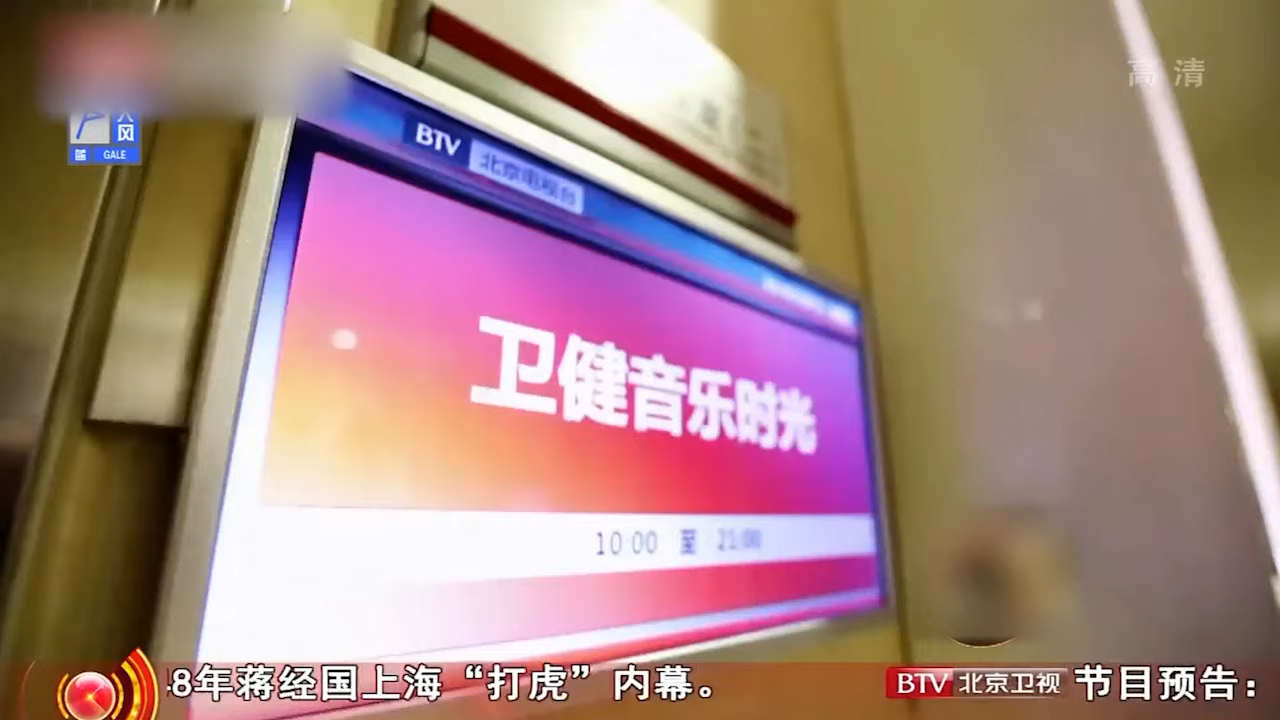 高清
大风
蓝 GALE
BTV 北京电视台
卫健音乐时光
10:00 至 21:00
8年蒋经国上海“打虎”内幕。
BTV 北京卫视 节目预告：